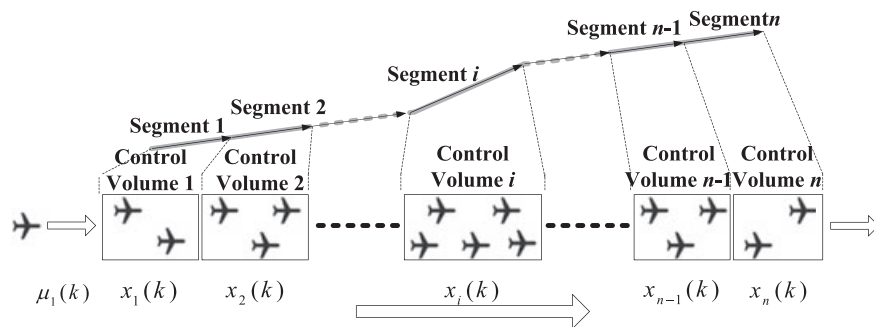 Segment 1
Segment 2
Segment i
Segment n-1
Segmentn
Control Volume 1
Control Volume 2
Control Volume i
Control Volume n-1
Control Volume n
μ₁(k)
x₁(k)
x₂(k)
xᵢ(k)
xₙ₋₁(k)
xₙ(k)